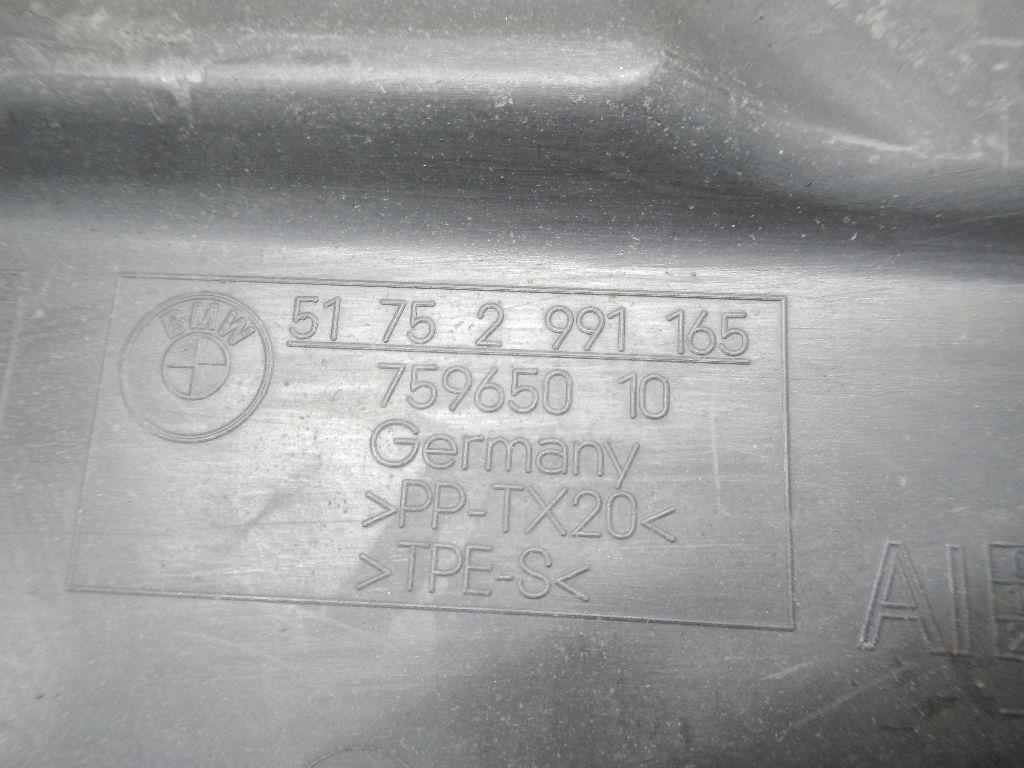 BMW
51 75 2 991 165
759650 10
Germany
>PP-TX20<
>TPE-S<